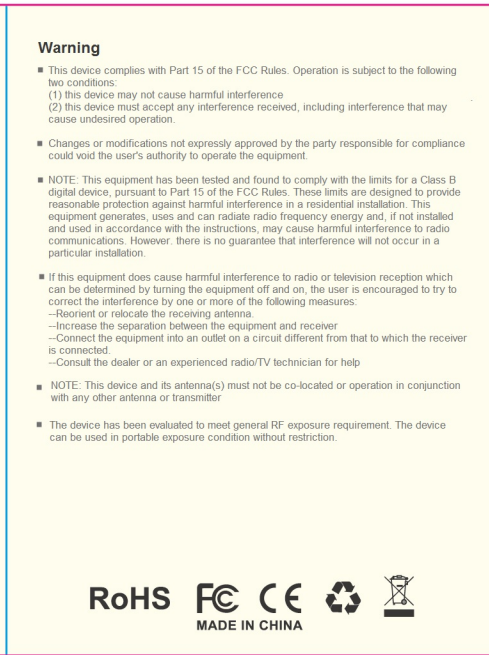 Warning
This device complies with Part 15 of the FCC Rules. Operation is subject to the following
two conditions:
(1) this device may not cause harmful interference
(2) this device must accept any interference received, including interference that may
cause undesired operation.
Changes or modifications not expressly approved by the party responsible for compliance
could void the user's authority to operate the equipment.
NOTE: This equipment has been tested and found to comply with the limits for a Class B
digital device, pursuant to Part 15 of the FCC Rules. These limits are designed to provide
reasonable protection against harmful interference in a residential installation. This
equipment generates, uses and can radiate radio frequency energy and, if not installed
and used in accordance with the instructions, may cause harmful interference to radio
communications. However. there is no guarantee that interference will not occur in a
particular installation.
If this equipment does cause harmful interference to radio or television reception which
can be determined by turning the equipment off and on, the user is encouraged to try to
correct the interference by one or more of the following measures:
--Reorient or relocate the receiving antenna.
--Increase the separation between the equipment and receiver
--Connect the equipment into an outlet on a circuit different from that to which the receiver
is connected.
--Consult the dealer or an experienced radio/TV technician for help
NOTE: This device and its antenna(s) must not be co-located or operation in conjunction
with any other antenna or transmitter
The device has been evaluated to meet general RF exposure requirement. The device
can be used in portable exposure condition without restriction.
RoHS FC CE
MADE IN CHINA